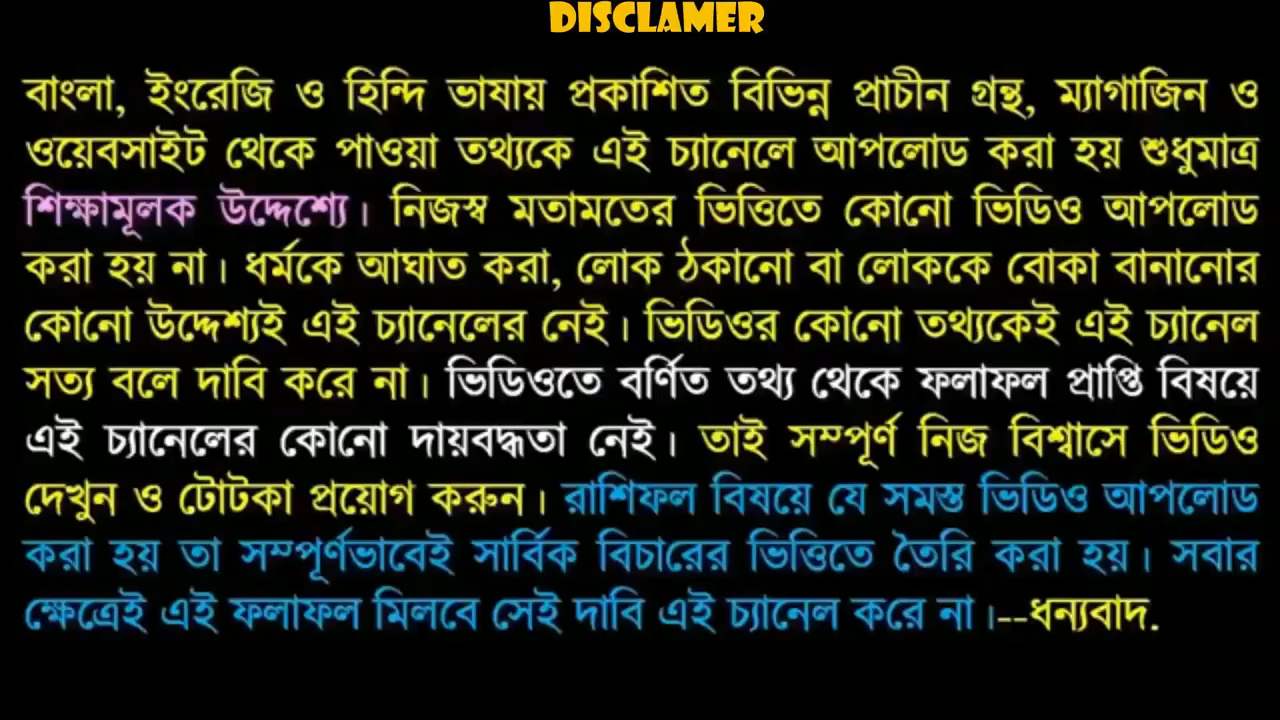 DISCLAMER
বাংলা, ইংরেজি ও হিন্দি ভাষায় প্রকাশিত বিভিন্ন প্রাচীন গ্রন্থ, ম্যাগাজিন ও
ওয়েবসাইট থেকে পাওয়া তথ্যকে এই চ্যানেলে আপলোড করা হয় শুধুমাত্র
শিক্ষামূলক উদ্দেশ্যে। নিজস্ব মতামতের ভিত্তিতে কোনো ভিডিও আপলোড
করা হয় না। ধর্মকে আঘাত করা, লোক ঠকানো বা লোককে বোকা বানানোর
কোনো উদ্দেশ্যই এই চ্যানেলের নেই। ভিডিওর কোনো তথ্যকেই এই চ্যানেল
সত্য বলে দাবি করে না। ভিডিওতে বর্ণিত তথ্য থেকে ফলাফল প্রাপ্তি বিষয়ে
এই চ্যানেলের কোনো দায়বদ্ধতা নেই। তাই সম্পূর্ণ নিজ বিশ্বাসে ভিডিও
দেখুন ও টোটকা প্রয়োগ করুন। রাশিফল বিষয়ে যে সমস্ত ভিডিও আপলোড
করা হয় তা সম্পূর্ণভাবেই সার্বিক বিচারের ভিত্তিতে তৈরি করা হয়। সবার
ক্ষেত্রেই এই ফলাফল মিলবে সেই দাবি এই চ্যানেল করে না।--ধন্যবাদ.